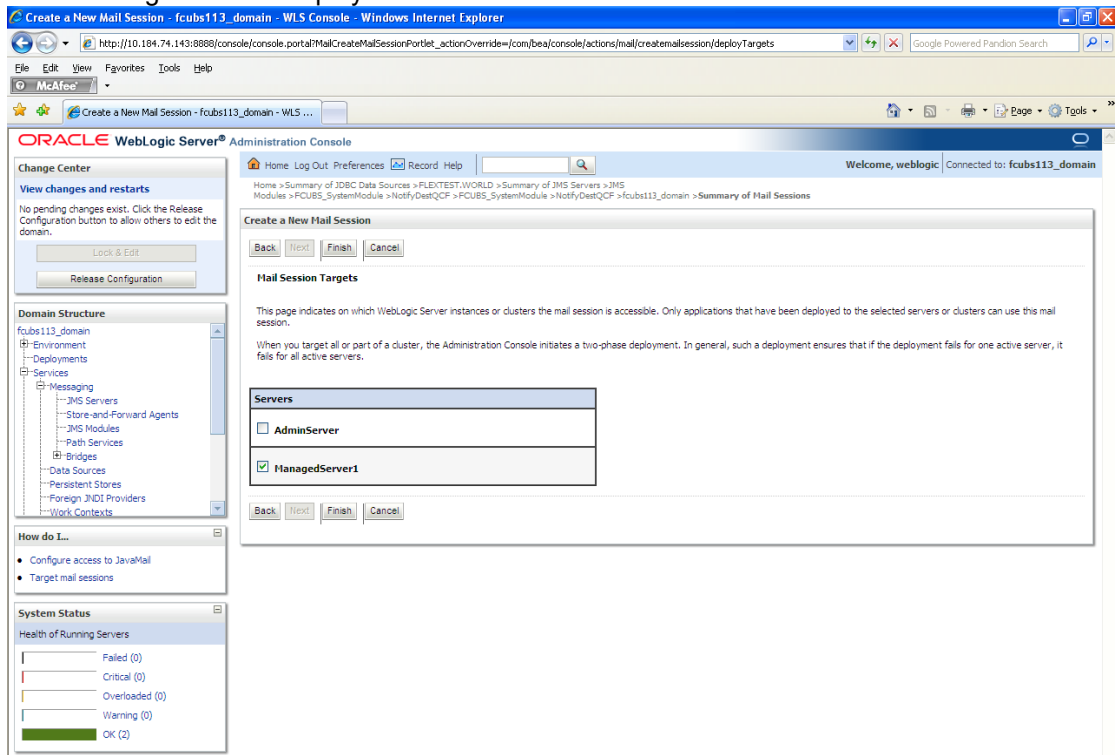 Create a New Mail Session - fcubs113_domain - WLS Console - Windows Internet Explorer
http://10.184.74.143:8888/console/console.portal?MailCreateMailSessionPortlet_actionOverride=/com/bea/console/actions/mail/createmailsession/deployTargets
Google Powered Pandion Search
File Edit View Favorites Tools Help
McAfee
Create a New Mail Session - fcubs113_domain - WLS ...
Page Tools »
ORACLE WebLogic Server® Administration Console
Change Center
View changes and restarts
No pending changes exist. Click the Release
Configuration button to allow others to edit the
domain.
Lock & Edit
Release Configuration
Domain Structure
fcubs113_domain
Environment
Deployments
Services
Messaging
JMS Servers
Store-and-Forward Agents
JMS Modules
Path Services
Bridges
Data Sources
Persistent Stores
Foreign JNDI Providers
Work Contexts
How do I...
Configure access to JavaMail
Target mail sessions
System Status
Health of Running Servers
Failed (0)
Critical (0)
Overloaded (0)
Warning (0)
OK (2)
Home Log Out Preferences Record Help
Welcome, weblogic Connected to: fcubs113_domain
Home >Summary of JDBC Data Sources >FLEXTEST.WORLD >Summary of JMS Servers >JMS
Modules >FCUBS_SystemModule >NotifyDestQCF >FCUBS_SystemModule >NotifyDestQCF >fcubs113_domain >Summary of Mail Sessions
Create a New Mail Session
Back Next Finish Cancel
Mail Session Targets
This page indicates on which WebLogic Server instances or clusters the mail session is accessible. Only applications that have been deployed to the selected servers or clusters can use this mail
session.
When you target all or part of a cluster, the Administration Console initiates a two-phase deployment. In general, such a deployment ensures that if the deployment fails for one active server, it
fails for all active servers.
Servers
AdminServer
ManagedServer1
Back Next Finish Cancel